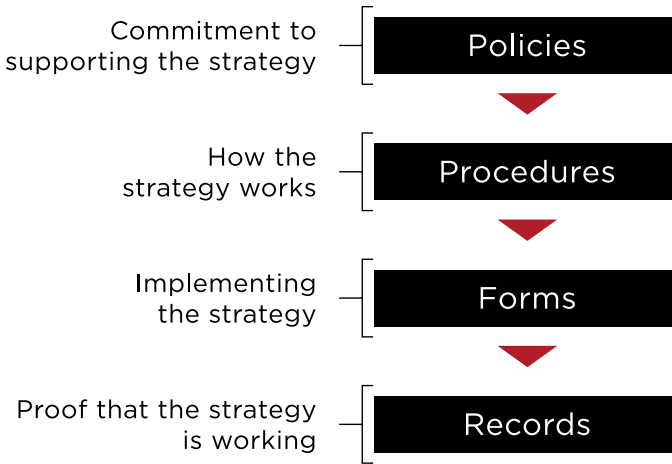 Commitment to
supporting the strategy
Policies
How the
strategy works
Procedures
Implementing
the strategy
Forms
Proof that the strategy
is working
Records